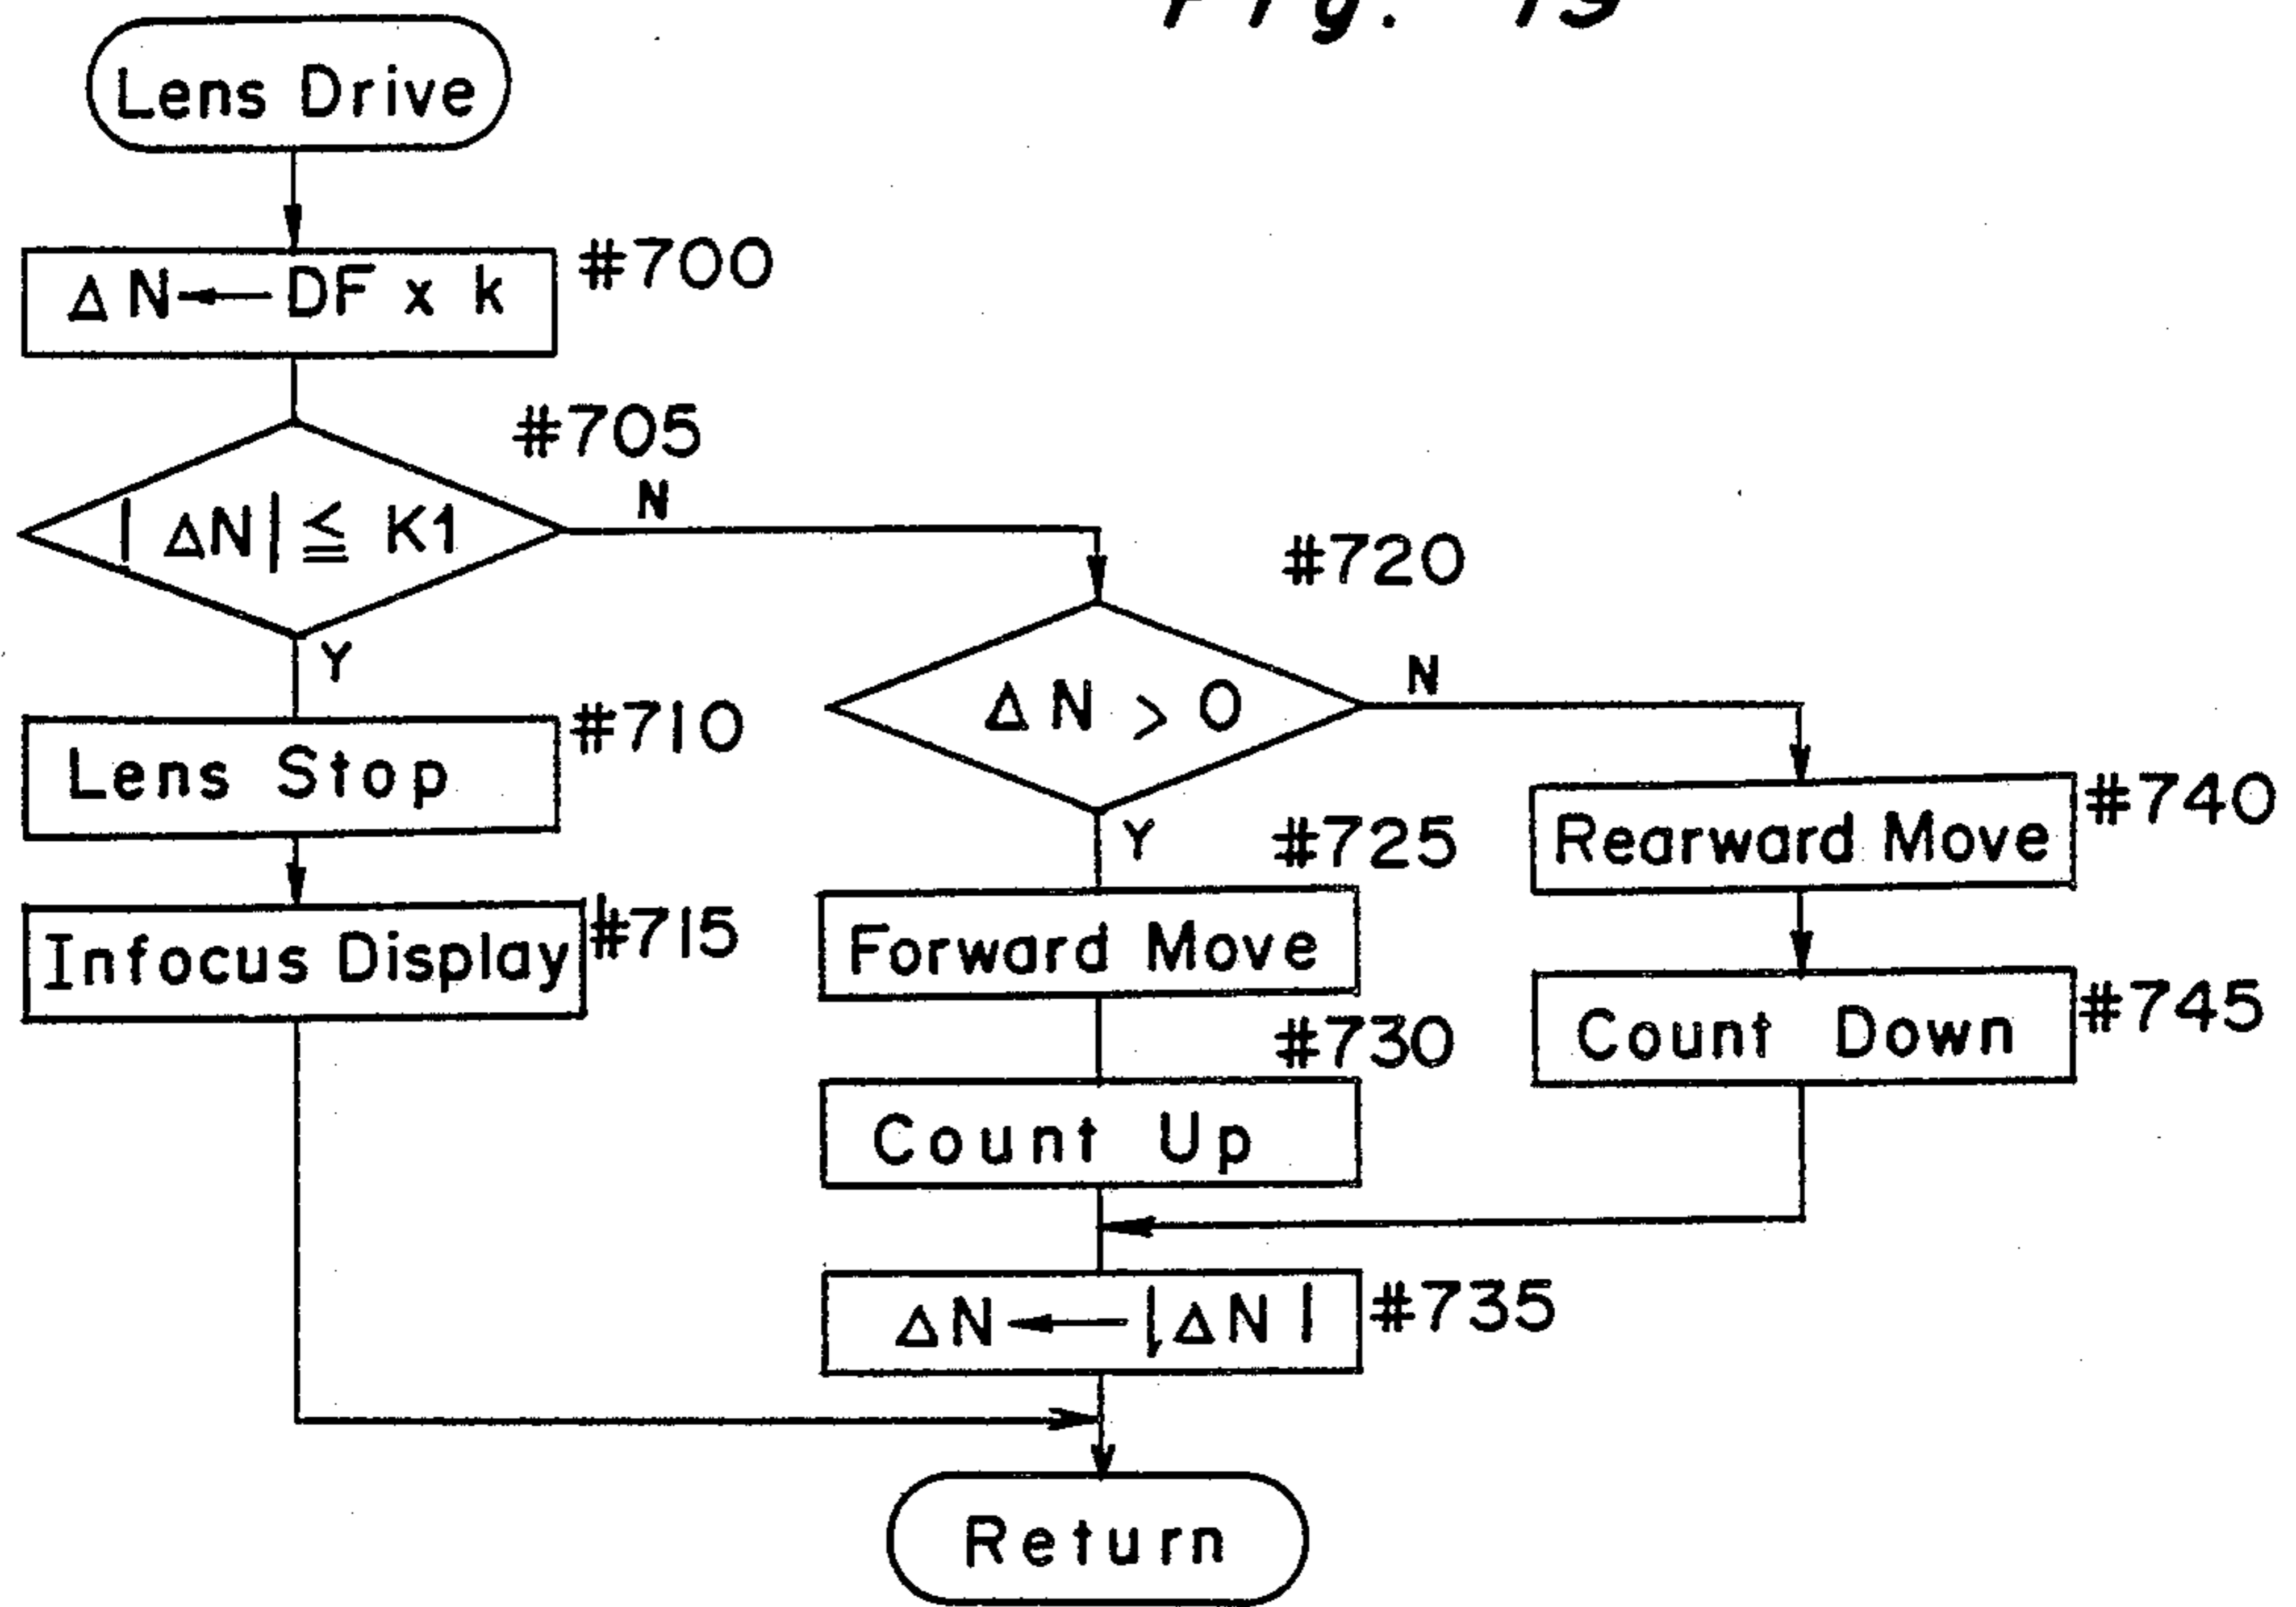 Lens Drive
#700
ΔN ← DF x k
#705
|ΔN| ≦ K1
N
Y
#710
Lens Stop
#715
Infocus Display
#720
ΔN > 0
N
Y
#725
Forward Move
#730
Count Up
#740
Rearward Move
#745
Count Down
#735
ΔN ← |ΔN|
Return